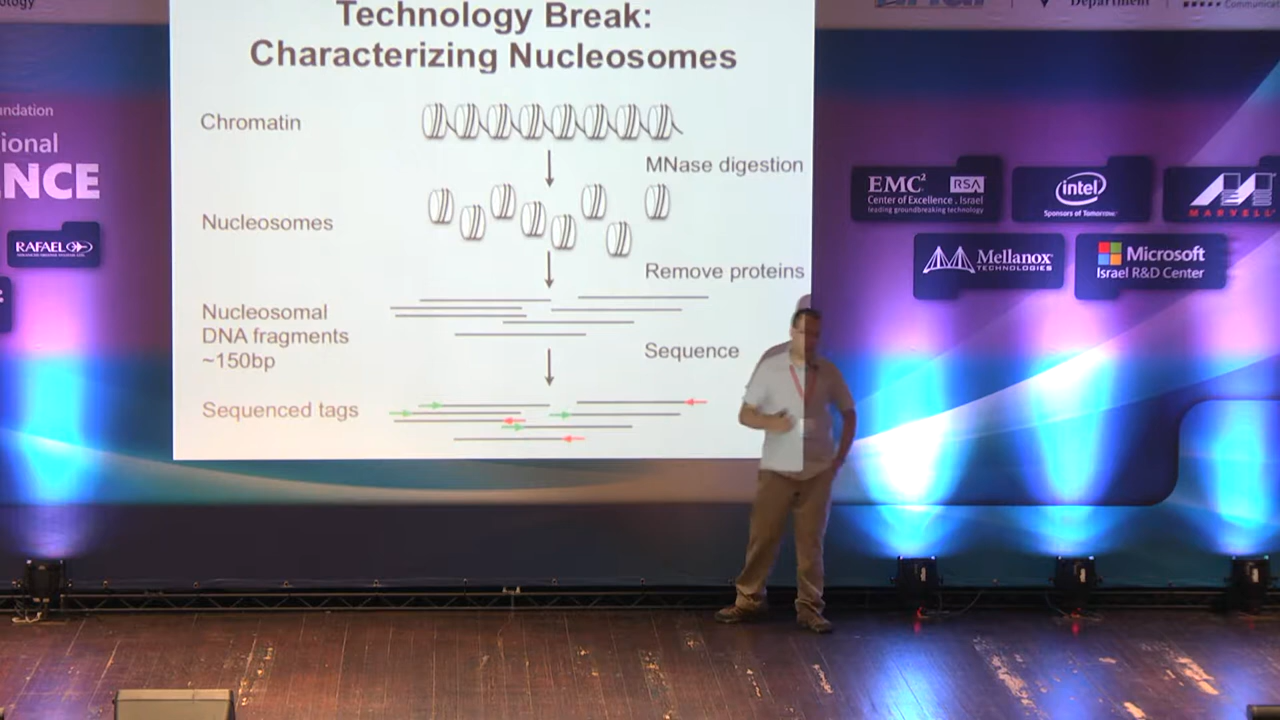 Technology Break:
Characterizing Nucleosomes
Chromatin
MNase digestion
Nucleosomes
Remove proteins
Nucleosomal
DNA fragments
~150bp
Sequence
Sequenced tags
ional
NCE
RAFAEL
EMC² RSA
Center of Excellence . Israel
leading groundbreaking technology
intel
Sponsors of Tomorrow
MARVELL
Mellanox
TECHNOLOGIES
Microsoft
Israel R&D Center
Department